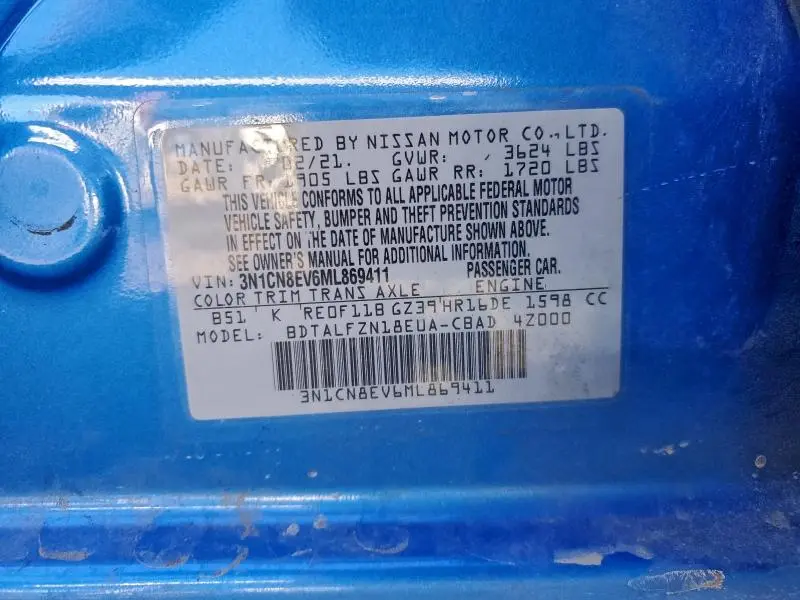 MANUFACTURED BY NISSAN MOTOR CO.,LTD.
DATE: 02/21. GVWR: 3624 LBS
GAWR FR: 1905 LBS GAWR RR: 1720 LBS
THIS VEHICLE CONFORMS TO ALL APPLICABLE FEDERAL MOTOR
VEHICLE SAFETY, BUMPER AND THEFT PREVENTION STANDARDS
IN EFFECT ON THE DATE OF MANUFACTURE SHOWN ABOVE.
SEE OWNER'S MANUAL FOR ADDITIONAL INFORMATION.
VIN: 3N1CN8EV6ML869411 PASSENGER CAR.
COLOR TRIM TRANS AXLE ENGINE
B51 K RE0F11B GZ39 HR16DE 1598 CC
MODEL: BDTALFZN18EUA-CBAD 4Z000
3N1CN8EV6ML869411